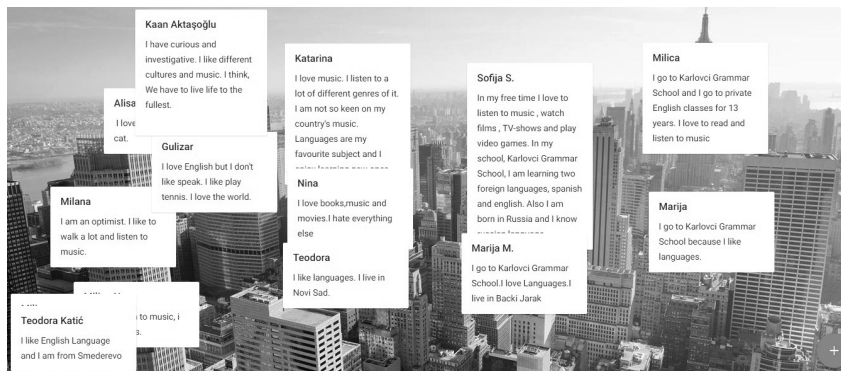 Kaan Aktaşoğlu
I have curious and
investigative. I like different
cultures and music. I think,
We have to live life to the
fullest.
Alisa
I love
cat.
Gulizar
I love English but I don't
like speak. I like play
tennis. I love the world.
Milana
I am an optimist. I like to
walk a lot and listen to
music.
to music, i
Teodora Katić
I like English Language
and I am from Smederevo
Katarina
I love music. I listen to a
lot of different genres of it.
I am not so keen on my
country's music.
Languages are my
favourite subject and I
enjoy learning new ones
Nina
I love books,music and
movies.I hate everything
else
Teodora
I like languages. I live in
Novi Sad.
Sofija S.
In my free time I love to
listen to music , watch
films , TV-shows and play
video games. In my
school, Karlovci Grammar
School, I am learning two
foreign languages, spanish
and english. Also I am
born in Russia and I know
russian language
Marija M.
I go to Karlovci Grammar
School.I love Languages.I
live in Backi Jarak
Milica
I go to Karlovci Grammar
School and I go to private
English classes for 13
years. I love to read and
listen to music
Marija
I go to Karlovci Grammar
School because I like
languages.